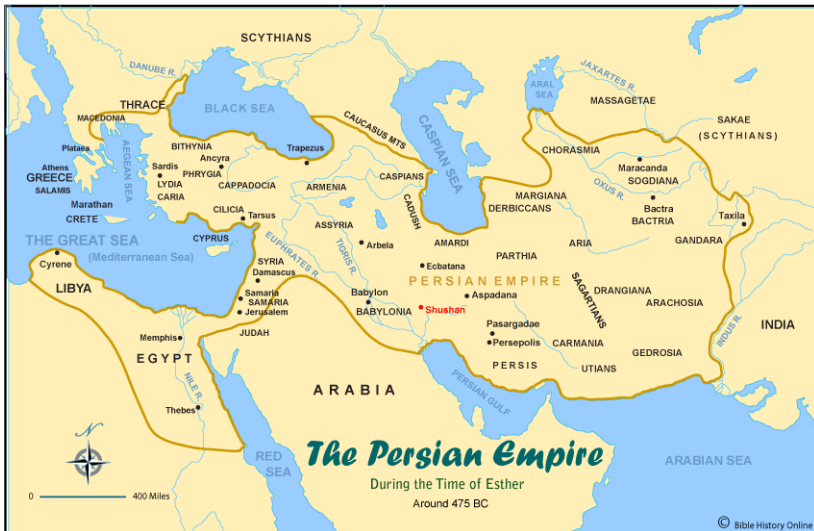 SCYTHIANS
DANUBE R.
THRACE
MACEDONIA
BLACK SEA
CAUCASUS MTS
CASPIAN SEA
ARAL SEA
JAXARTES R.
MASSAGETAE
SAKAE
(SCYTHIANS)
Plataea
Athens
GREECE
SALAMIS
Marathan
CRETE
AEGEAN SEA
BITHYNIA
Sardis
LYDIA
CARIA
Ancyra
PHRYGIA
CAPPADOCIA
Trapezus
ARMENIA
CASPIANS
CADUSH
CHORASMIA
Maracanda
SOGDIANA
OXUS R.
MARGIANA
DERBICCANS
Bactra
BACTRIA
Taxila
GANDARA
CILICIA
Tarsus
ASSYRIA
Arbela
AMARDI
PARTHIA
ARIA
THE GREAT SEA
(Mediterranean Sea)
CYPRUS
Cyrene
LIBYA
SYRIA
Damascus
Samaria
SAMARIA
Jerusalem
JUDAH
EUPHRATES R
TIGRIS R.
Ecbatana
PERSIAN EMPIRE
Babylon
BABYLONIA
Shushan
Aspadana
SAGARTIANS
DRANGIANA
ARACHOSIA
INDUS R.
INDIA
Memphis
EGYPT
NILE R.
Thebes
Pasargadae
Persepolis
PERSIS
CARMANIA
UTIANS
GEDROSIA
ARABIA
PERSIAN GULF
RED SEA
ARABIAN SEA
N
0 400 Miles
The Persian Empire
During the Time of Esther
Around 475 BC
© Bible History Online